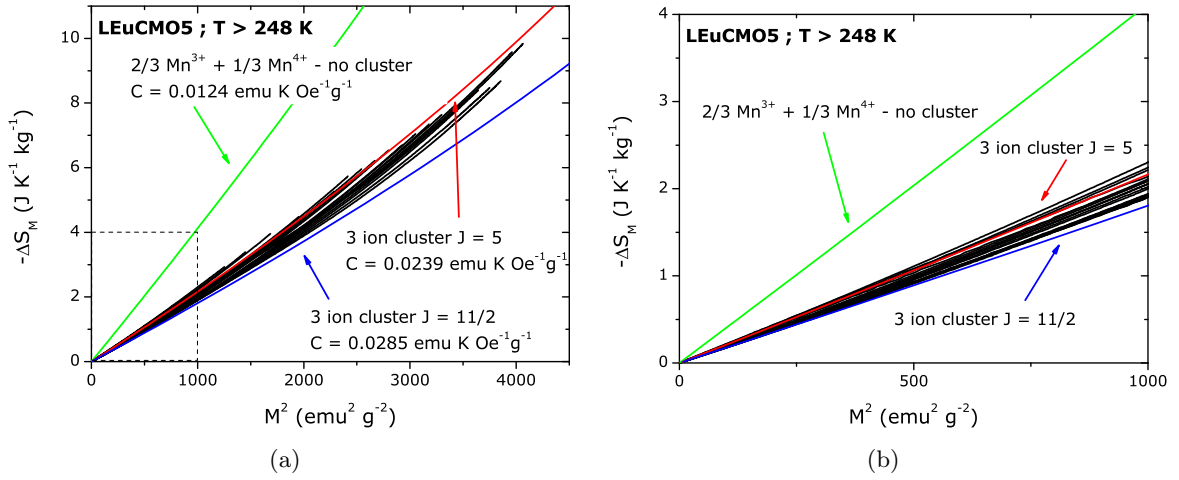 LEuCMO5 ; T > 248 K
2/3 Mn³⁺ + 1/3 Mn⁴⁺ - no cluster
C = 0.0124 emu K Oe⁻¹g⁻¹
3 ion cluster J = 5
C = 0.0239 emu K Oe⁻¹g⁻¹
3 ion cluster J = 11/2
C = 0.0285 emu K Oe⁻¹g⁻¹
10
8
6
4
2
0
-ΔS_M (J K⁻¹ kg⁻¹)
0 1000 2000 3000 4000
M² (emu² g⁻²)
(a)
LEuCMO5 ; T > 248 K
2/3 Mn³⁺ + 1/3 Mn⁴⁺ - no cluster
3 ion cluster J = 5
3 ion cluster J = 11/2
4
3
2
1
0
-ΔS_M (J K⁻¹ kg⁻¹)
0 500 1000
M² (emu² g⁻²)
(b)